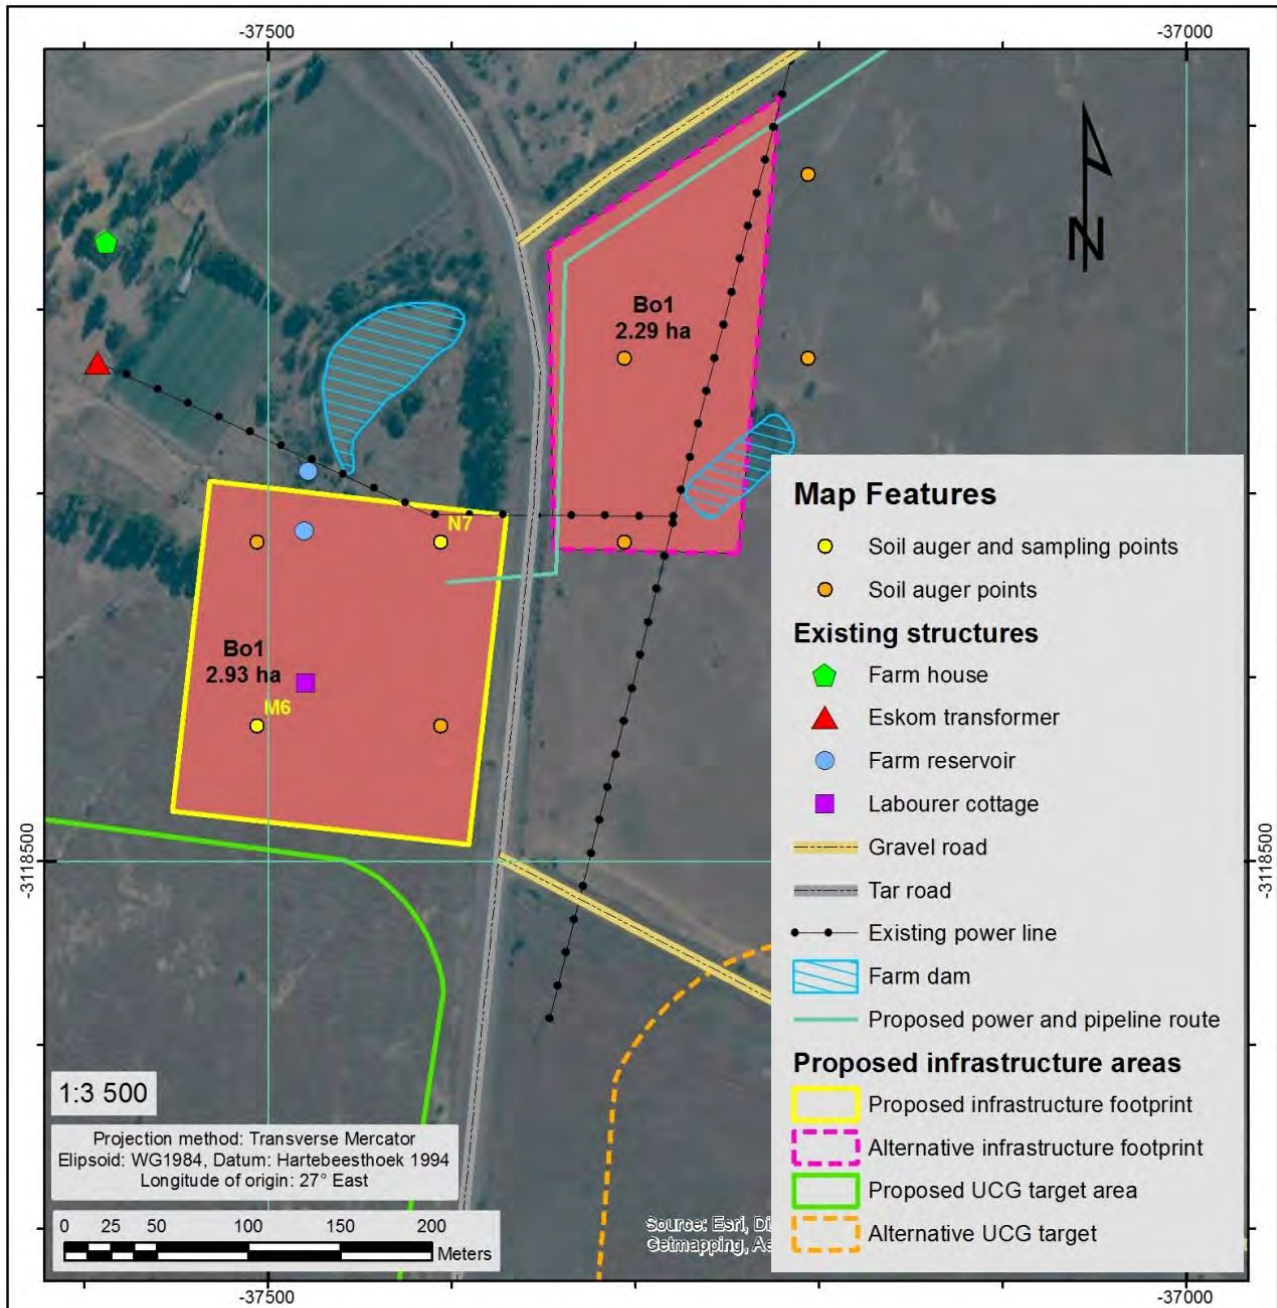 -37500
-37000
Bo1
2.29 ha
N7
Bo1
2.93 ha
M6
-3118500
-3118500
N
Map Features
Soil auger and sampling points
Soil auger points
Existing structures
Farm house
Eskom transformer
Farm reservoir
Labourer cottage
Gravel road
Tar road
Existing power line
Farm dam
Proposed power and pipeline route
Proposed infrastructure areas
Proposed infrastructure footprint
Alternative infrastructure footprint
Proposed UCG target area
Alternative UCG target
1:3 500
Projection method: Transverse Mercator
Elipsoid: WG1984, Datum: Hartebeesthoek 1994
Longitude of origin: 27° East
0 25 50 100 150 200
Meters
Source: Esri, Di
Getmapping, Ae
-37500
-37000